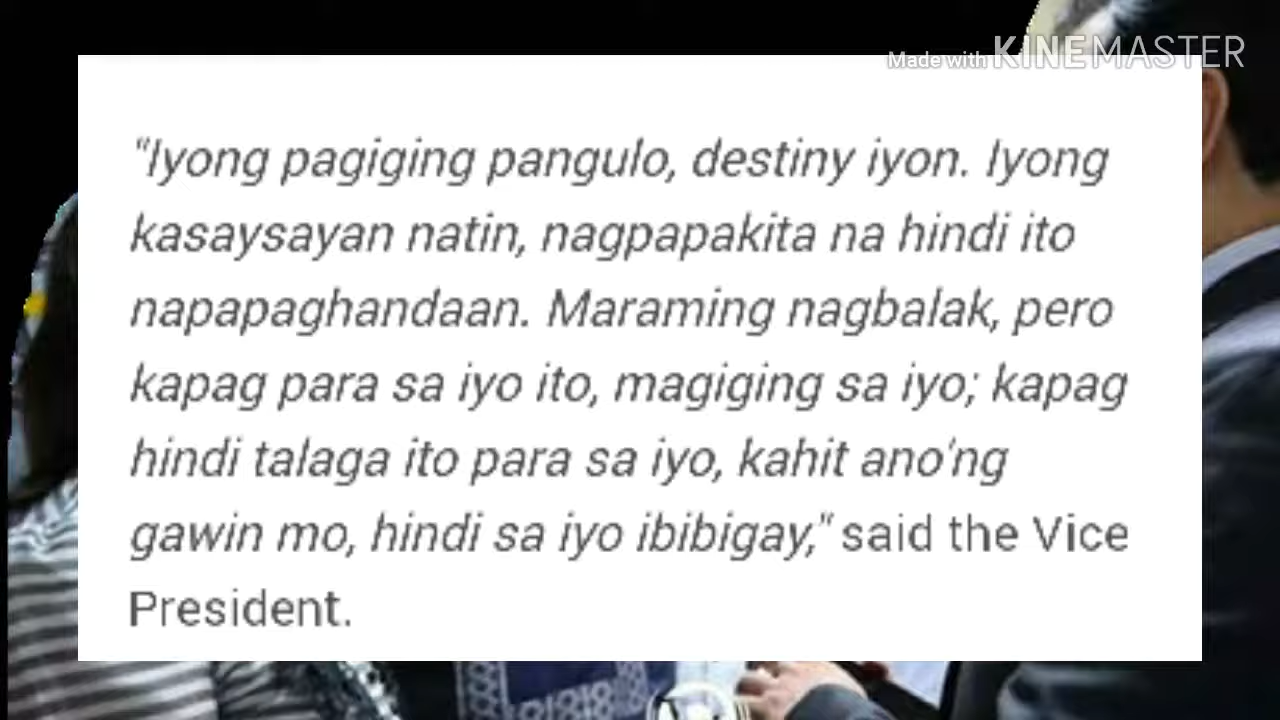 Made with KINEMASTER
"Iyong pagiging pangulo, destiny iyon. Iyong
kasaysayan natin, nagpapakita na hindi ito
napapaghandaan. Maraming nagbalak, pero
kapag para sa iyo ito, magiging sa iyo; kapag
hindi talaga ito para sa iyo, kahit ano'ng
gawin mo, hindi sa iyo ibibigay," said the Vice
President.